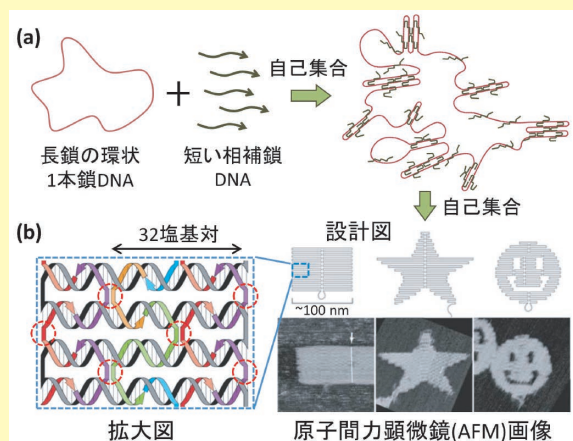 (a)
自己集合
長鎖の環状
1本鎖DNA
短い相補鎖
DNA
自己集合
(b)
32塩基対
設計図
~100 nm
拡大図
原子間力顕微鏡(AFM)画像